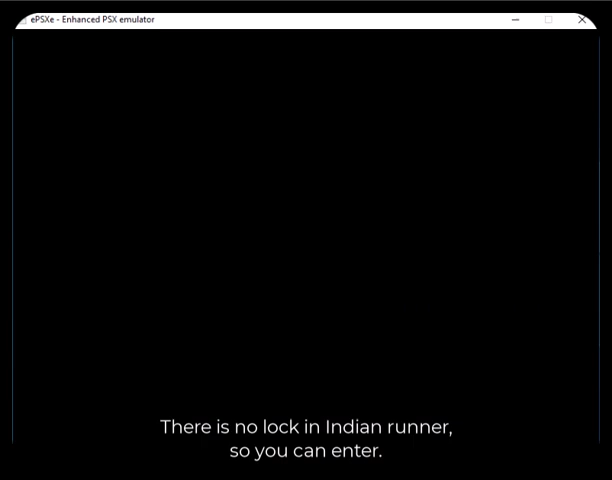 ePSXe - Enhanced PSX emulator
There is no lock in Indian runner,
so you can enter.